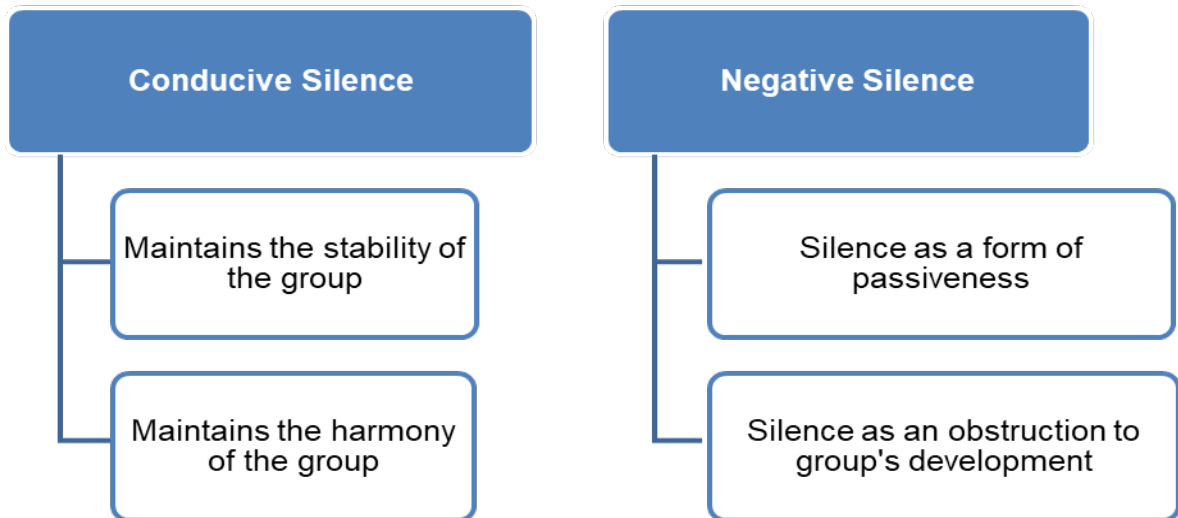 Conducive Silence
Maintains the stability of
the group
Maintains the harmony
of the group
Negative Silence
Silence as a form of
passiveness
Silence as an obstruction to
group's development